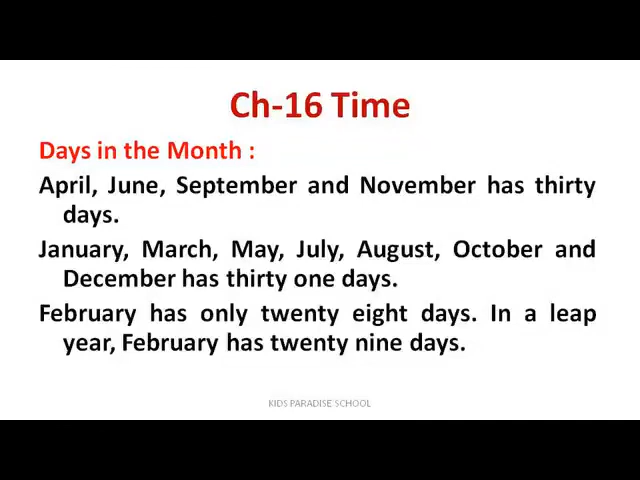 Ch-16 Time
Days in the Month :
April, June, September and November has thirty
days.
January, March, May, July, August, October and
December has thirty one days.
February has only twenty eight days. In a leap
year, February has twenty nine days.
KIDS PARADISE SCHOOL